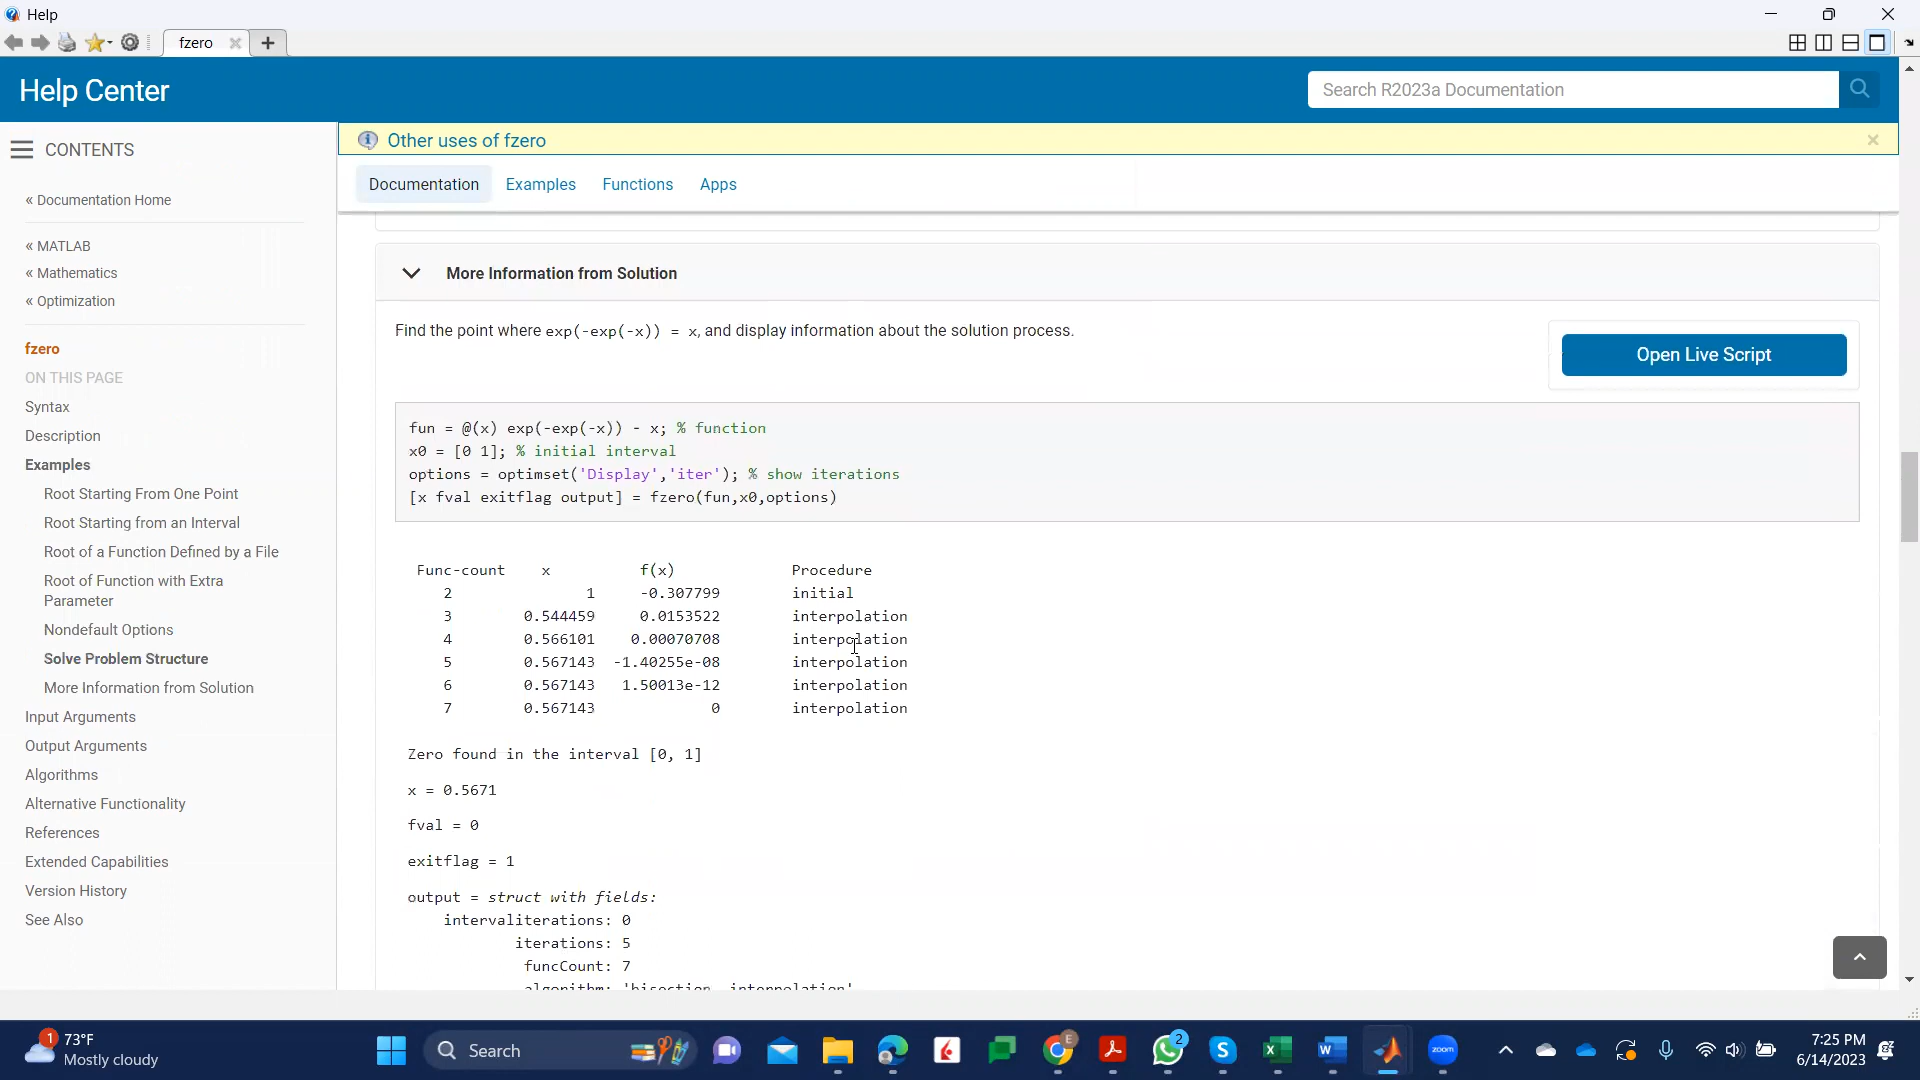 Help
fzero
Help Center
Search R2023a Documentation
CONTENTS
« Documentation Home
« MATLAB
« Mathematics
« Optimization
fzero
ON THIS PAGE
Syntax
Description
Examples
Root Starting From One Point
Root Starting from an Interval
Root of a Function Defined by a File
Root of Function with Extra
Parameter
Nondefault Options
Solve Problem Structure
More Information from Solution
Input Arguments
Output Arguments
Algorithms
Alternative Functionality
References
Extended Capabilities
Version History
See Also
Other uses of fzero
Documentation Examples Functions Apps
More Information from Solution
Find the point where exp(-exp(-x)) = x, and display information about the solution process.
Open Live Script
fun = @(x) exp(-exp(-x)) - x; % function
x0 = [0 1]; % initial interval
options = optimset('Display','iter'); % show iterations
[x fval exitflag output] = fzero(fun,x0,options)
Func-count x f(x) Procedure
2 1 -0.307799 initial
3 0.544459 0.0153522 interpolation
4 0.566101 0.00070708 interpolation
5 0.567143 -1.40255e-08 interpolation
6 0.567143 1.50013e-12 interpolation
7 0.567143 0 interpolation
Zero found in the interval [0, 1]
x = 0.5671
fval = 0
exitflag = 1
output = struct with fields:
intervaliterations: 0
iterations: 5
funcCount: 7
algorithm: 'bisection, interpolation'
1
73°F
Mostly cloudy
Search
E
2
zoom
7:25 PM
6/14/2023